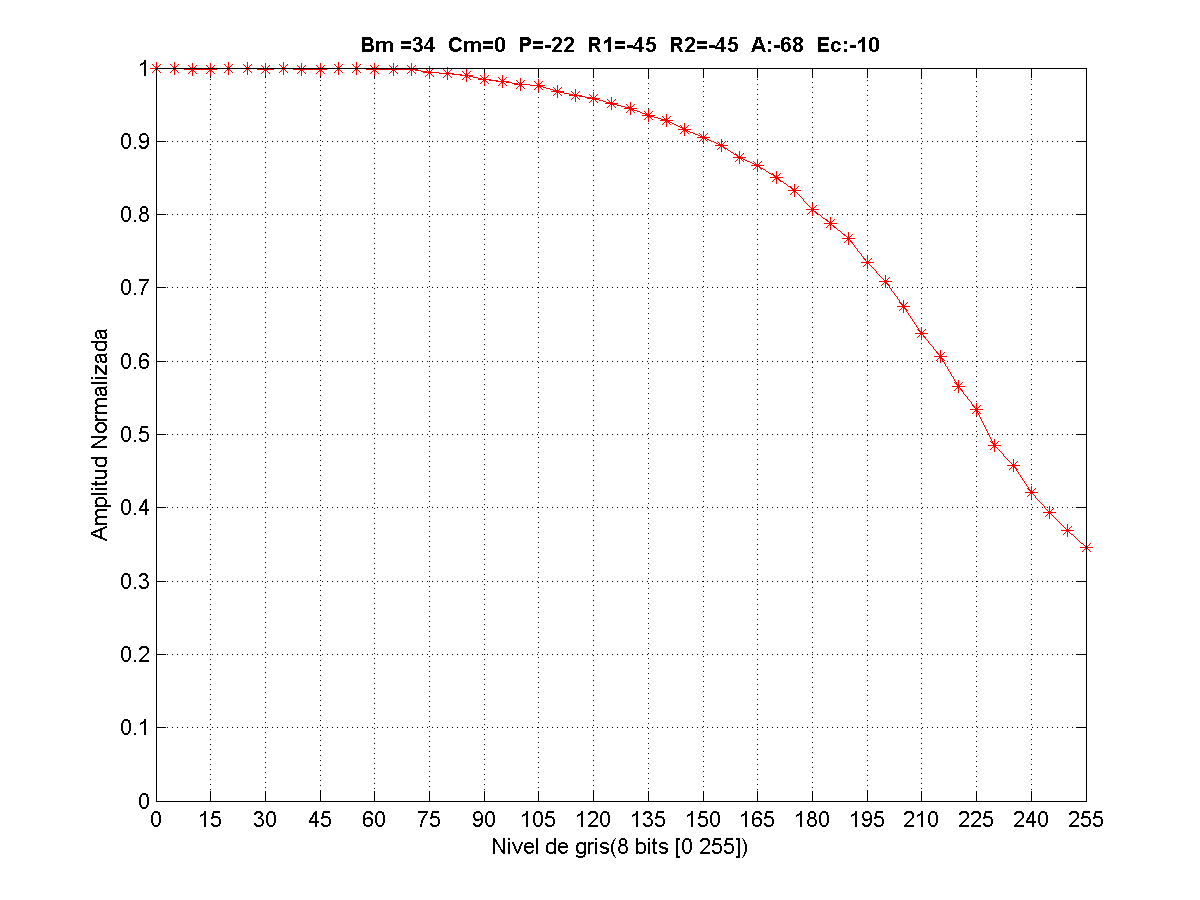 Bm =34 Cm=0 P=-22 R1=-45 R2=-45 A:-68 Ec:-10
1
0.9
0.8
0.7
0.6
0.5
0.4
0.3
0.2
0.1
0
Amplitud Normalizada
0 15 30 45 60 75 90 105 120 135 150 165 180 195 210 225 240 255
Nivel de gris(8 bits [0 255])